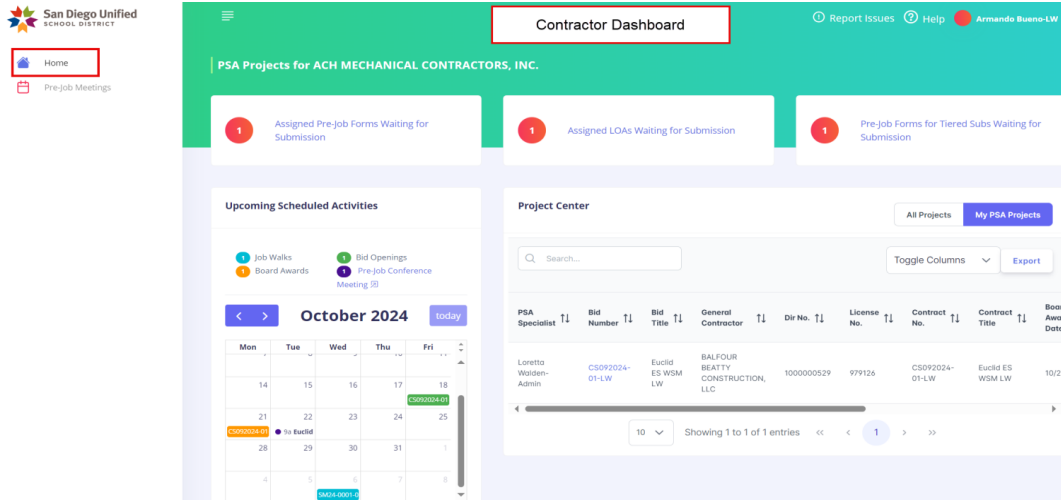 San Diego Unified
SCHOOL DISTRICT
Home
Pre-Job Meetings
Contractor Dashboard
Report Issues
Help
Armando Bueno-LW
PSA Projects for ACH MECHANICAL CONTRACTORS, INC.
1
Assigned Pre-Job Forms Waiting for
Submission
1
Assigned LOAs Waiting for Submission
1
Pre-Job Forms for Tiered Subs Waiting for
Submission
Upcoming Scheduled Activities
1 Job Walks
1 Bid Openings
1 Board Awards
1 Pre-Job Conference
Meeting
October 2024
today
Mon Tue Wed Thu Fri
14 15 16 17 18
CS092024-01
21 22 23 24 25
CS092024-01
9a Euclid
28 29 30 31 1
4 5 6 7 8
SM24-0001-0
Project Center
All Projects
My PSA Projects
Search...
Toggle Columns
Export
PSA
Specialist
Bid
Number
Bid
Title
General
Contractor
Dir No.
License
No.
Contract
No.
Contract
Title
Boar
Awa
Date
Loretta
Walden-
Admin
CS092024-
01-LW
Euclid
ES WSM
LW
BALFOUR
BEATTY
CONSTRUCTION,
LLC
1000000529
979126
CS092024-
01-LW
Euclid ES
WSM LW
10/2
10
Showing 1 to 1 of 1 entries
<< < 1 > >>